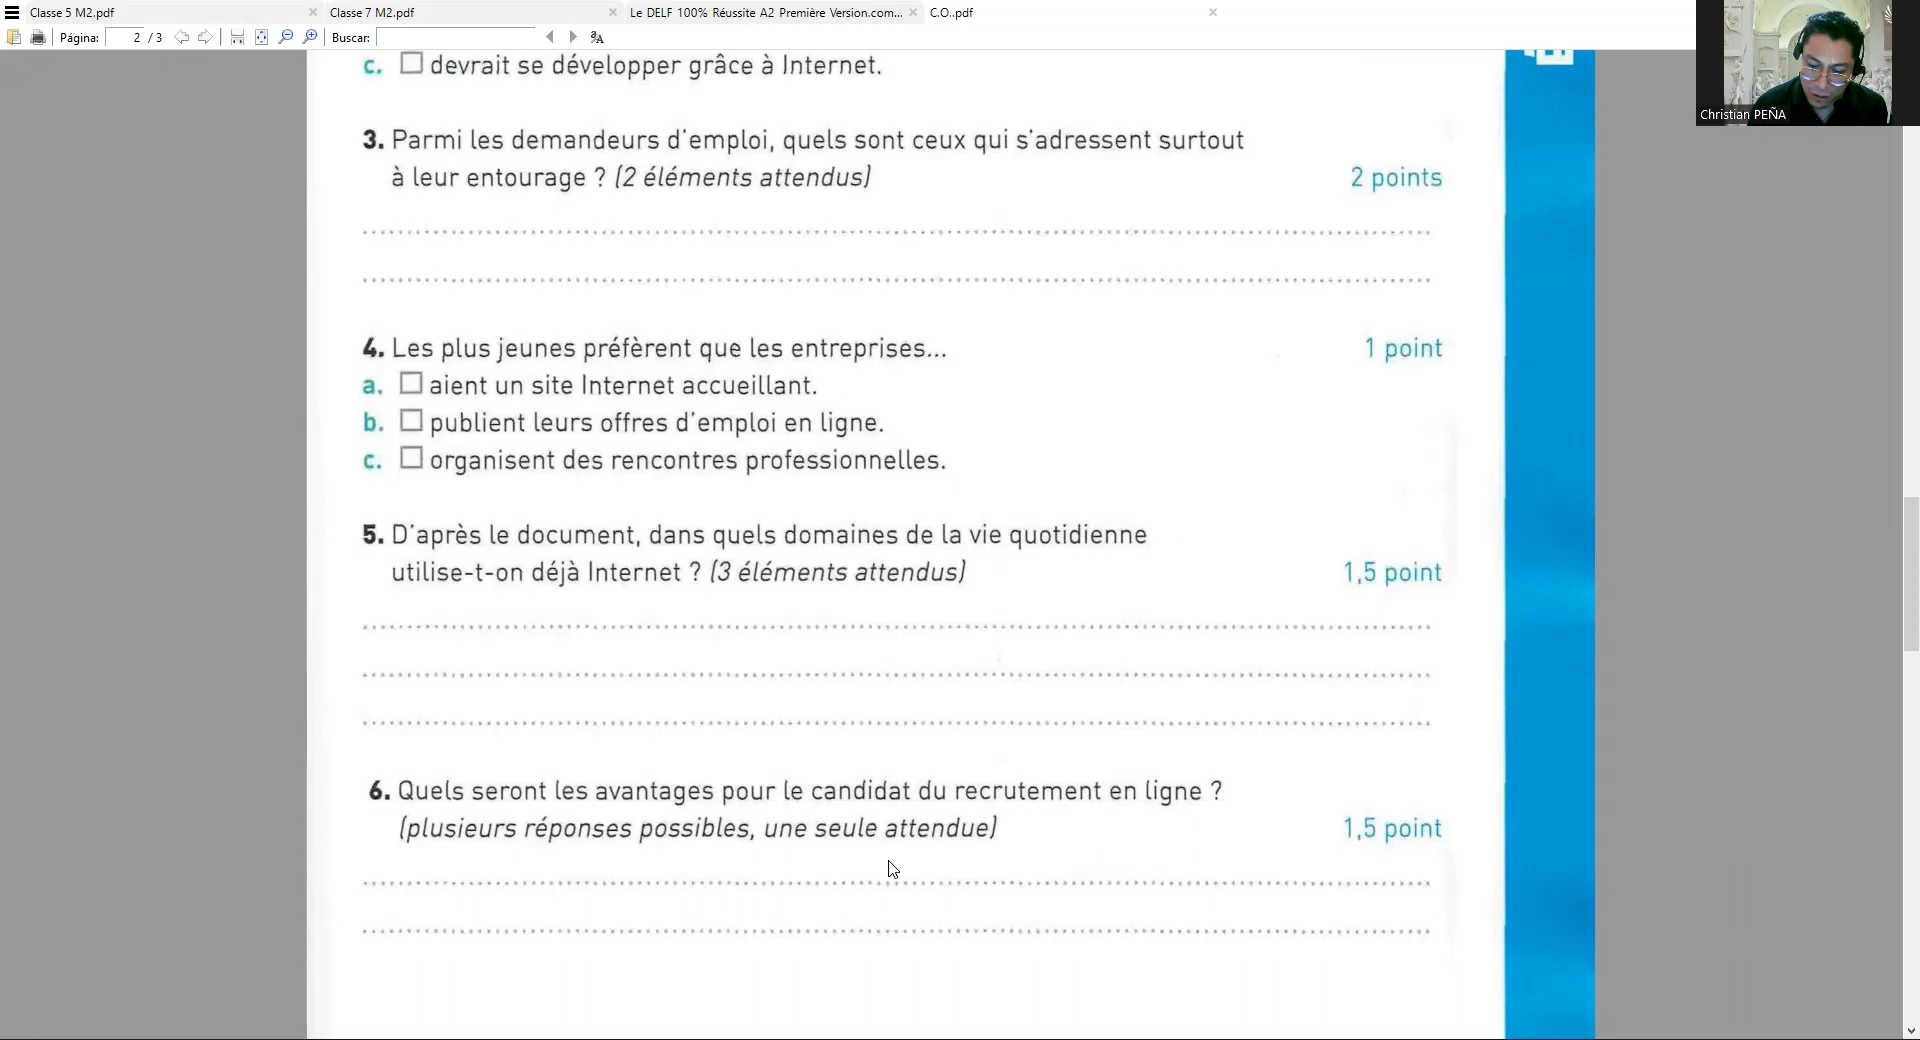 Classe 5 M2.pdf
Classe 7 M2.pdf
Le DELF 100% Réussite A2 Première Version.com...
C.O..pdf
Página: 2 / 3
Buscar:
Christian PEÑA
c. devrait se développer grâce à Internet.
3. Parmi les demandeurs d'emploi, quels sont ceux qui s'adressent surtout
à leur entourage ? (2 éléments attendus) 2 points
4. Les plus jeunes préfèrent que les entreprises... 1 point
a. aient un site Internet accueillant.
b. publient leurs offres d'emploi en ligne.
c. organisent des rencontres professionnelles.
5. D'après le document, dans quels domaines de la vie quotidienne
utilise-t-on déjà Internet ? (3 éléments attendus) 1,5 point
6. Quels seront les avantages pour le candidat du recrutement en ligne ?
(plusieurs réponses possibles, une seule attendue) 1,5 point